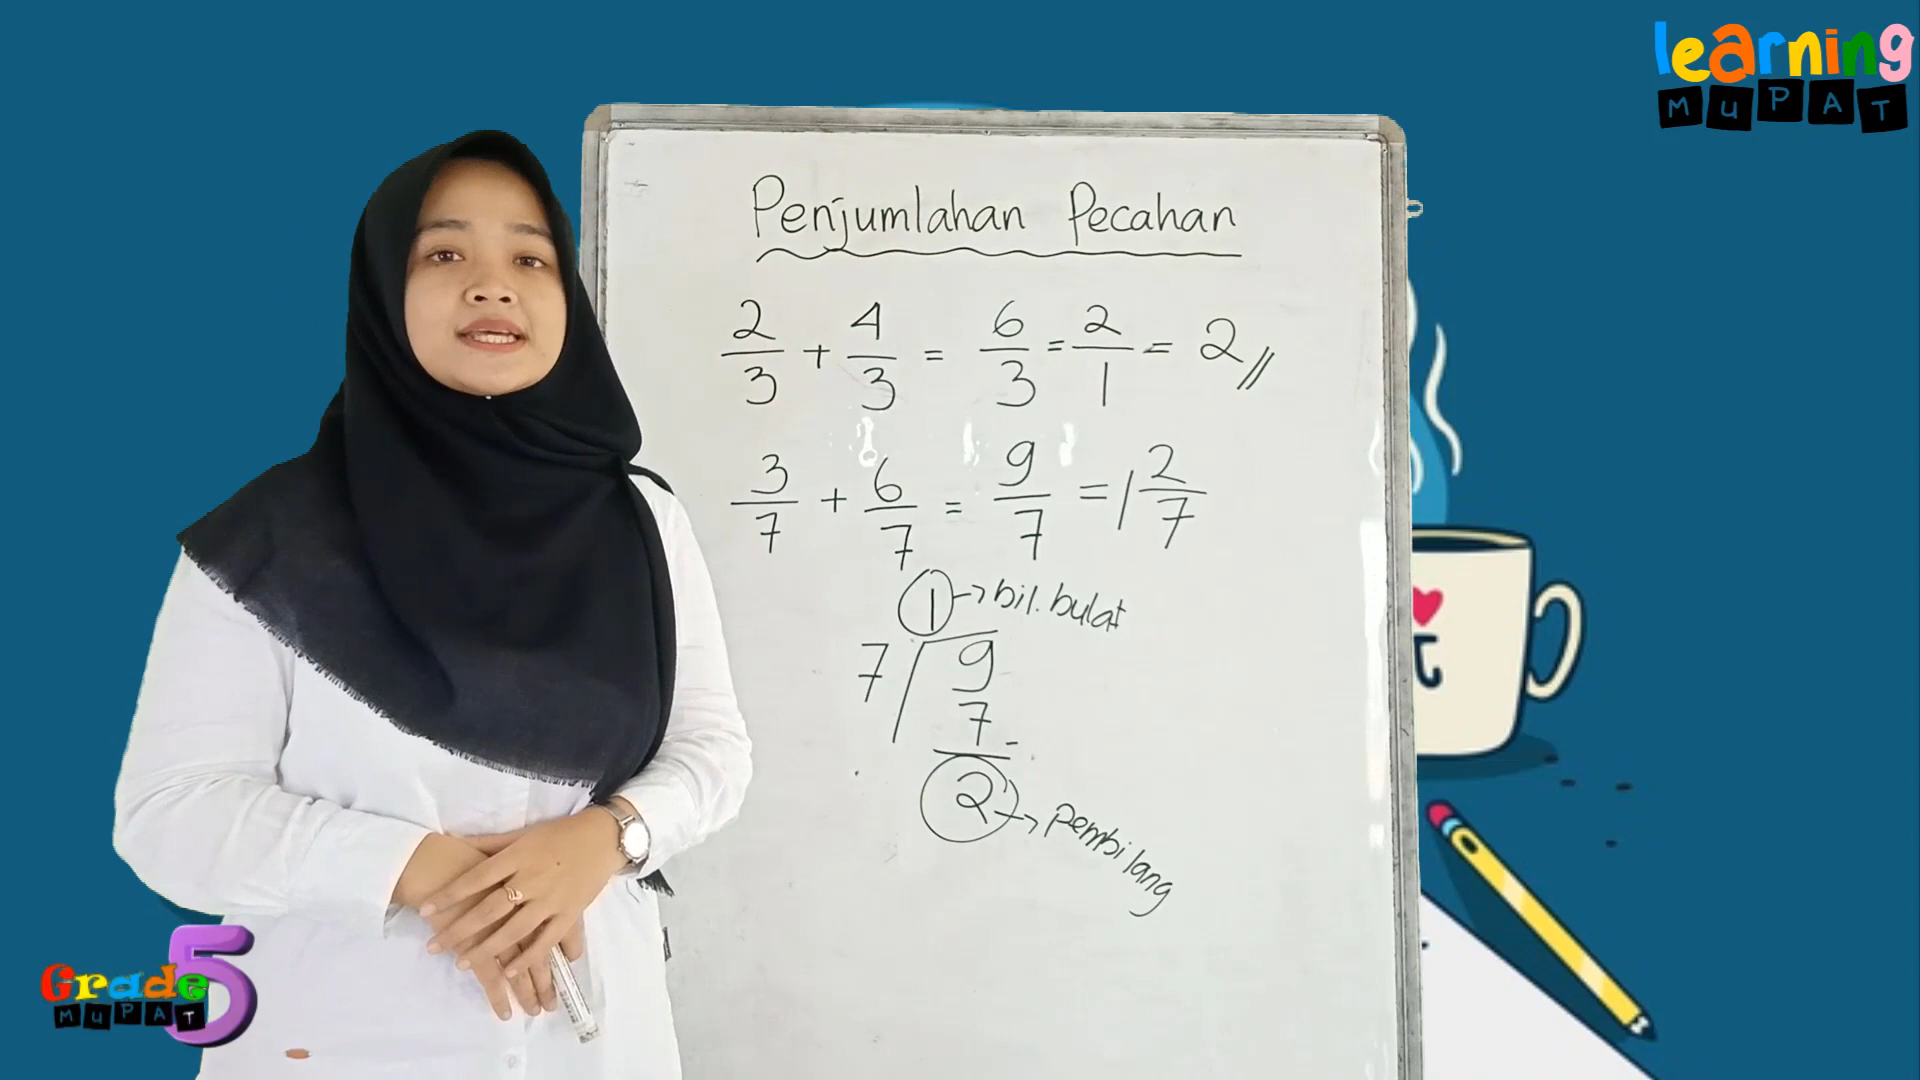 learning
MUPAT
Penjumlahan Pecahan
2/3 + 4/3 = 6/3 = 2/1 = 2 //
3/7 + 6/7 = 9/7 = 1 2/7
1 → bil. bulat
7 / 9
7 -
2 → Pembilang
Grade 5
MUPAT
π